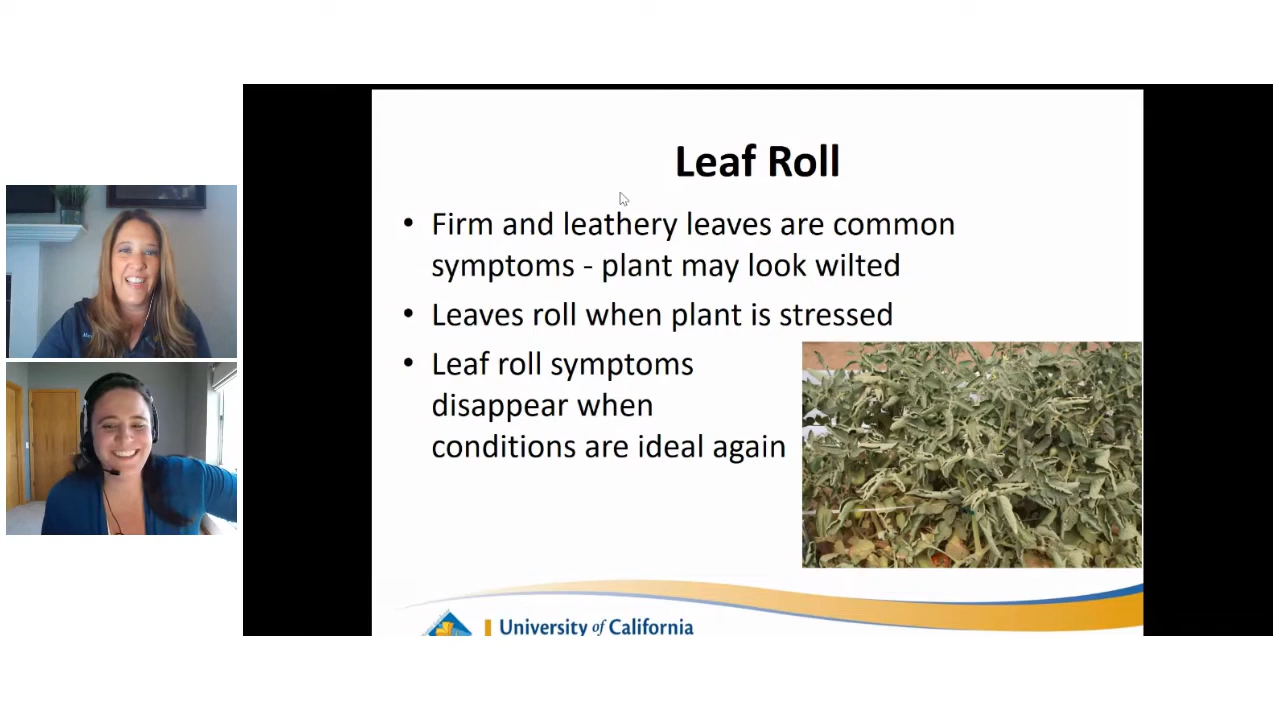 Leaf Roll
• Firm and leathery leaves are common
symptoms - plant may look wilted
• Leaves roll when plant is stressed
• Leaf roll symptoms
disappear when
conditions are ideal again
University of California